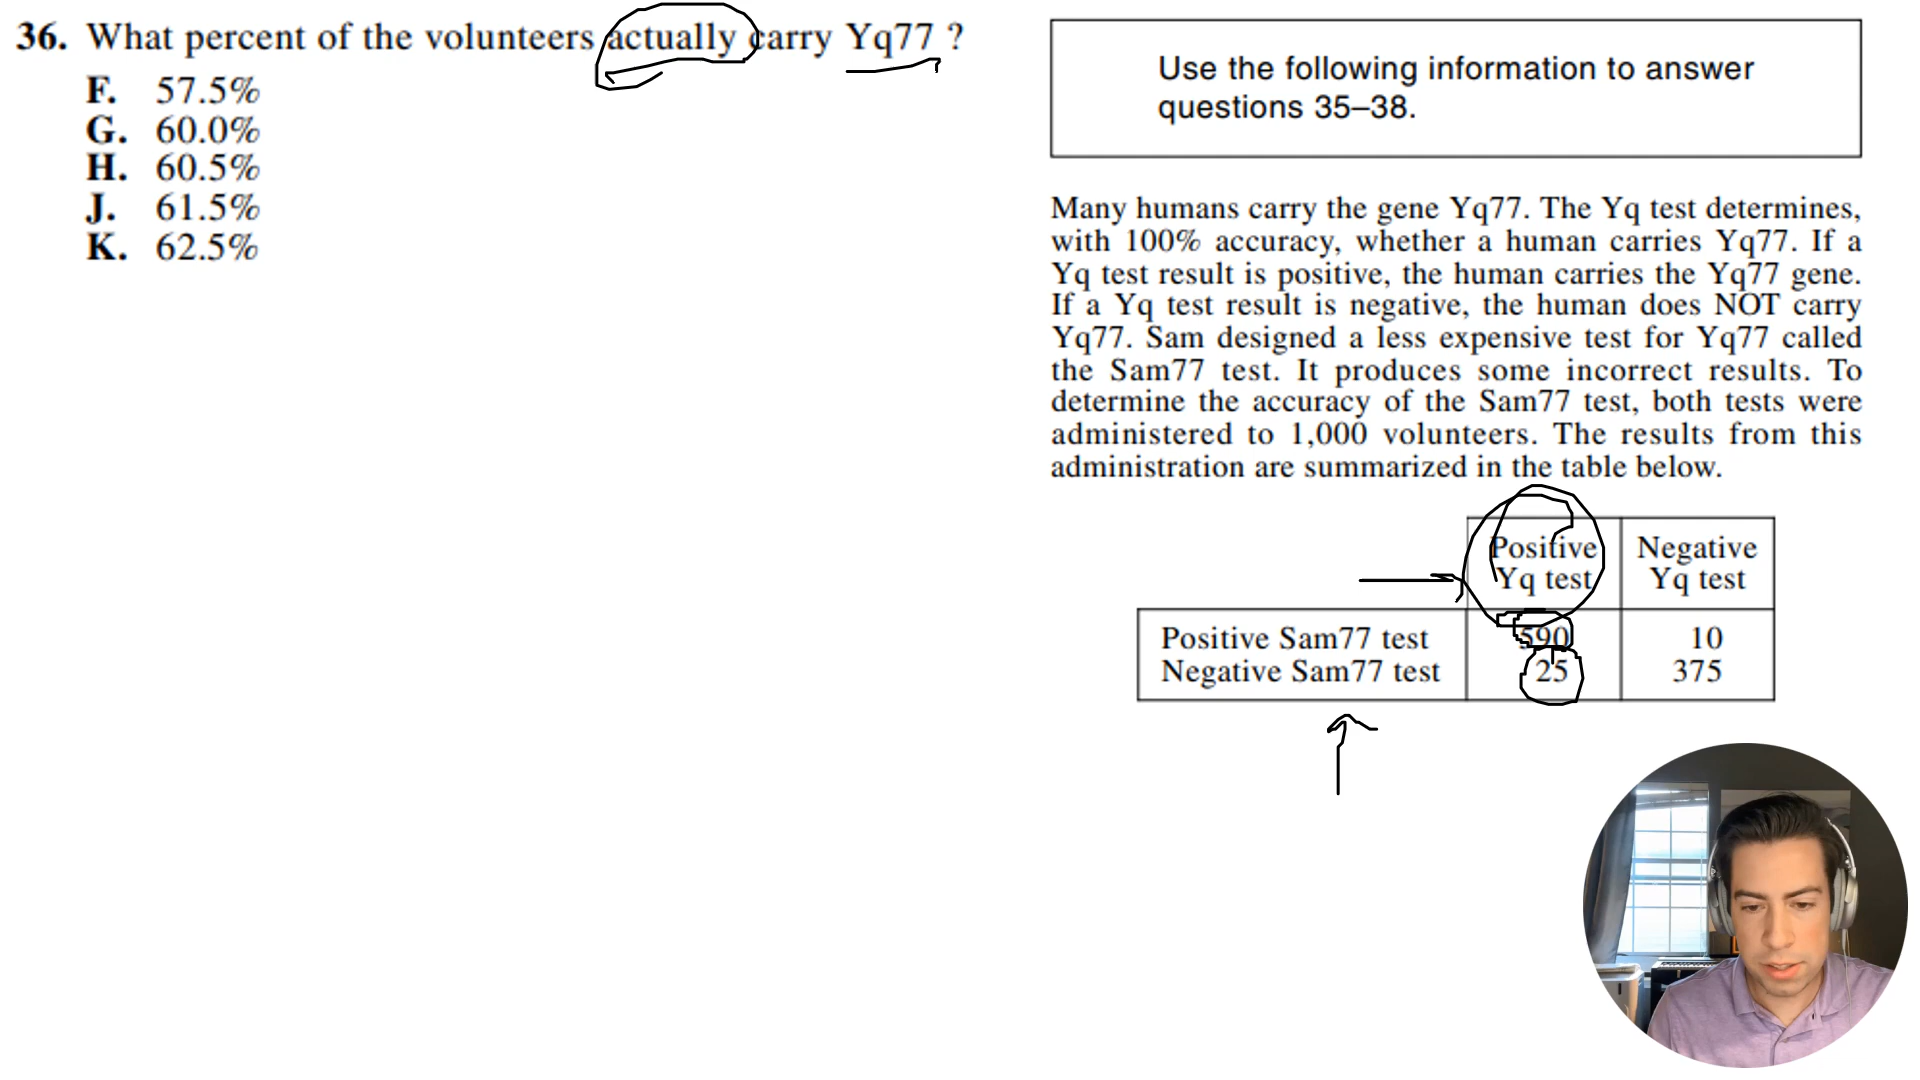 36. What percent of the volunteers actually carry Yq77 ?
F. 57.5%
G. 60.0%
H. 60.5%
J. 61.5%
K. 62.5%
Use the following information to answer
questions 35–38.
Many humans carry the gene Yq77. The Yq test determines,
with 100% accuracy, whether a human carries Yq77. If a
Yq test result is positive, the human carries the Yq77 gene.
If a Yq test result is negative, the human does NOT carry
Yq77. Sam designed a less expensive test for Yq77 called
the Sam77 test. It produces some incorrect results. To
determine the accuracy of the Sam77 test, both tests were
administered to 1,000 volunteers. The results from this
administration are summarized in the table below.
Positive Negative
Yq test Yq test
Positive Sam77 test 590 10
Negative Sam77 test 25 375